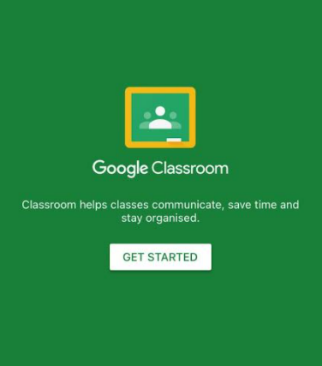 Google Classroom
Classroom helps classes communicate, save time and
stay organised.
GET STARTED